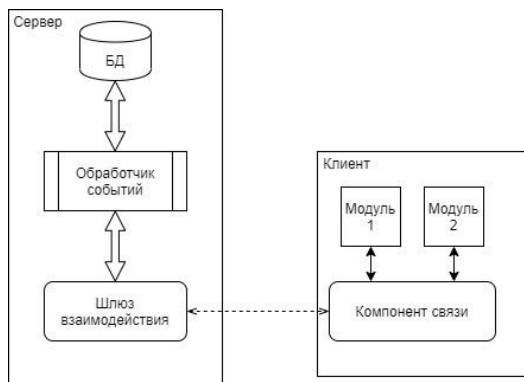 Сервер
БД
Обработчик
событий
Шлюз
взаимодействия
Клиент
Модуль
1
Модуль
2
Компонент связи